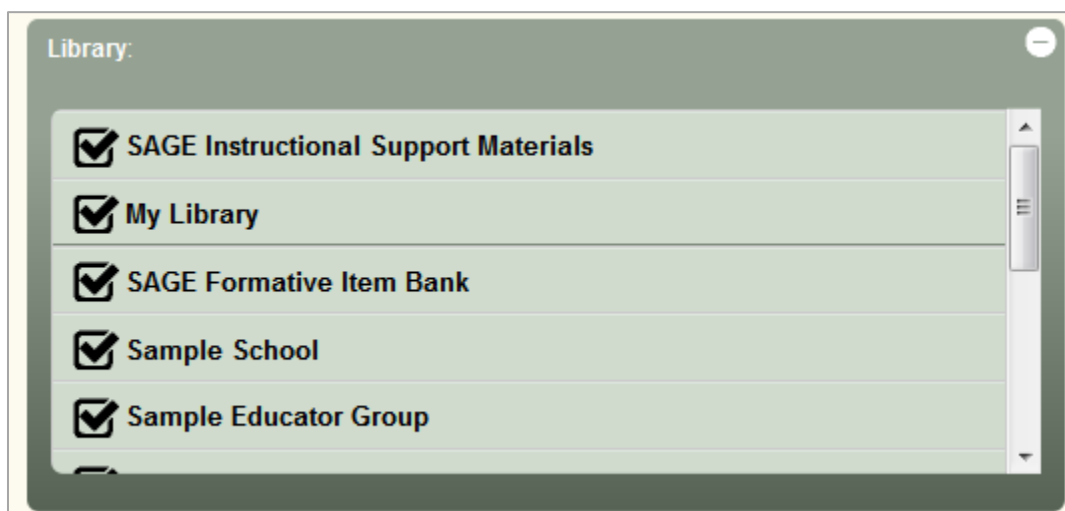 Library:
SAGE Instructional Support Materials
My Library
SAGE Formative Item Bank
Sample School
Sample Educator Group